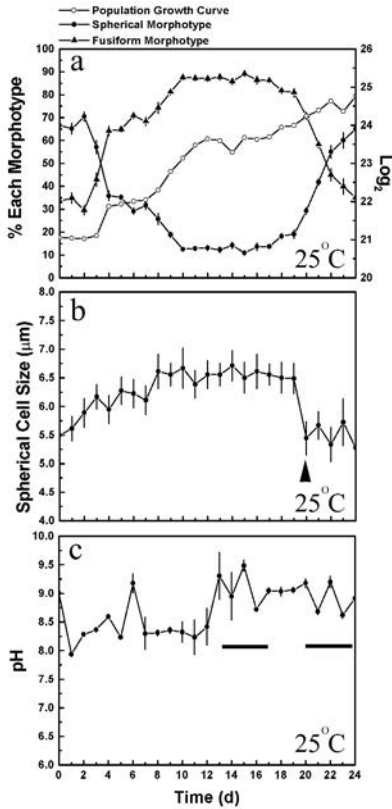 Population Growth Curve
Spherical Morphotype
Fusiform Morphotype
a
% Each Morphotype
100
90
80
70
60
50
40
30
20
10
0
Log2
26
25
24
23
22
21
20
25°C
b
Spherical Cell Size (μm)
8.0
7.5
7.0
6.5
6.0
5.5
5.0
4.5
4.0
25°C
c
pH
10.0
9.5
9.0
8.5
8.0
7.5
7.0
6.5
6.0
25°C
0 2 4 6 8 10 12 14 16 18 20 22 24
Time (d)